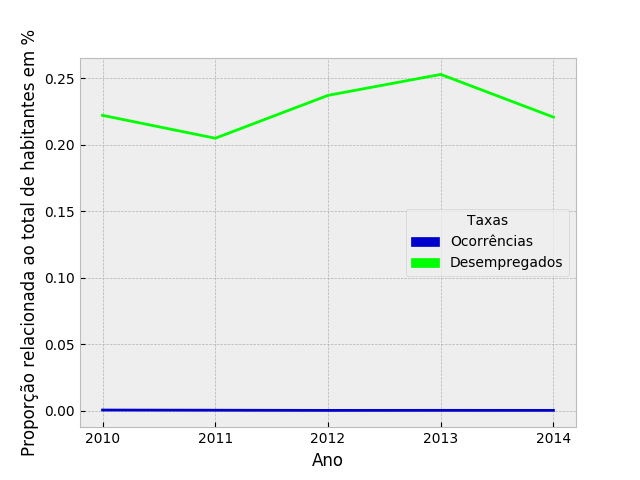 Proporção relacionada ao total de habitantes em %
0.25
0.20
0.15
0.10
0.05
0.00
Taxas
Ocorrências
Desempregados
2010 2011 2012 2013 2014
Ano